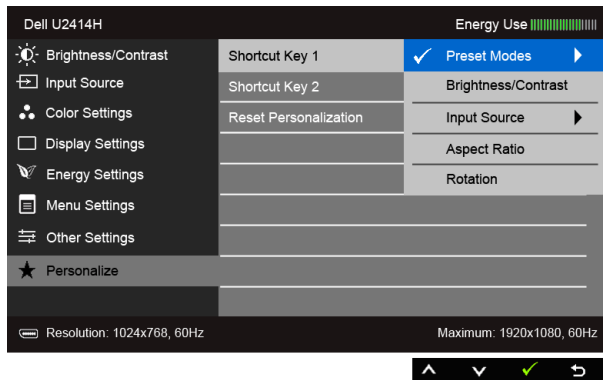 Dell U2414H
Energy Use
Brightness/Contrast
Shortcut Key 1
Preset Modes
Input Source
Shortcut Key 2
Brightness/Contrast
Color Settings
Reset Personalization
Input Source
Display Settings
Aspect Ratio
Energy Settings
Rotation
Menu Settings
Other Settings
Personalize
Resolution: 1024x768, 60Hz
Maximum: 1920x1080, 60Hz